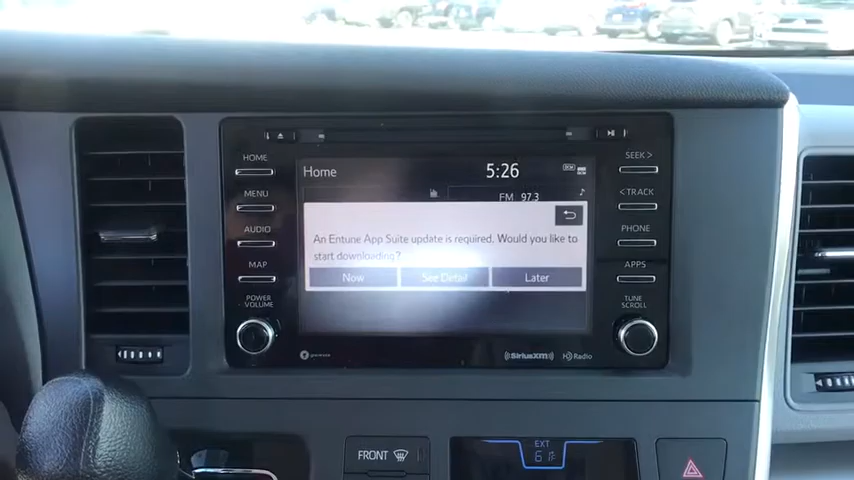 HOME
MENU
AUDIO
MAP
POWER
VOLUME
Home
5:26
FM 97.3
An Entune App Suite update is required. Would you like to
start downloading?
Now
See Detail
Later
SEEK >
< TRACK
PHONE
APPS
TUNE
SCROLL
((SiriusXM))
HD Radio
FRONT
EXT
61°F